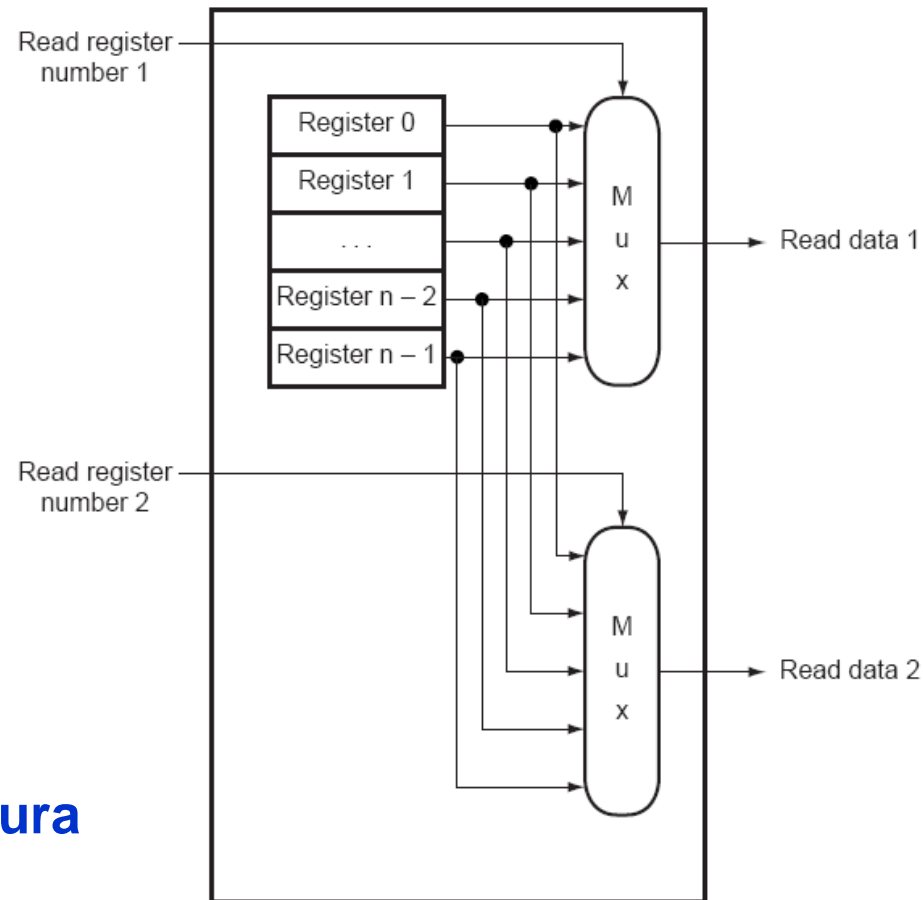 Read register
number 1
Register 0
Register 1
. . .
Register n – 2
Register n – 1
M
u
x
Read data 1
Read register
number 2
M
u
x
Read data 2
ura